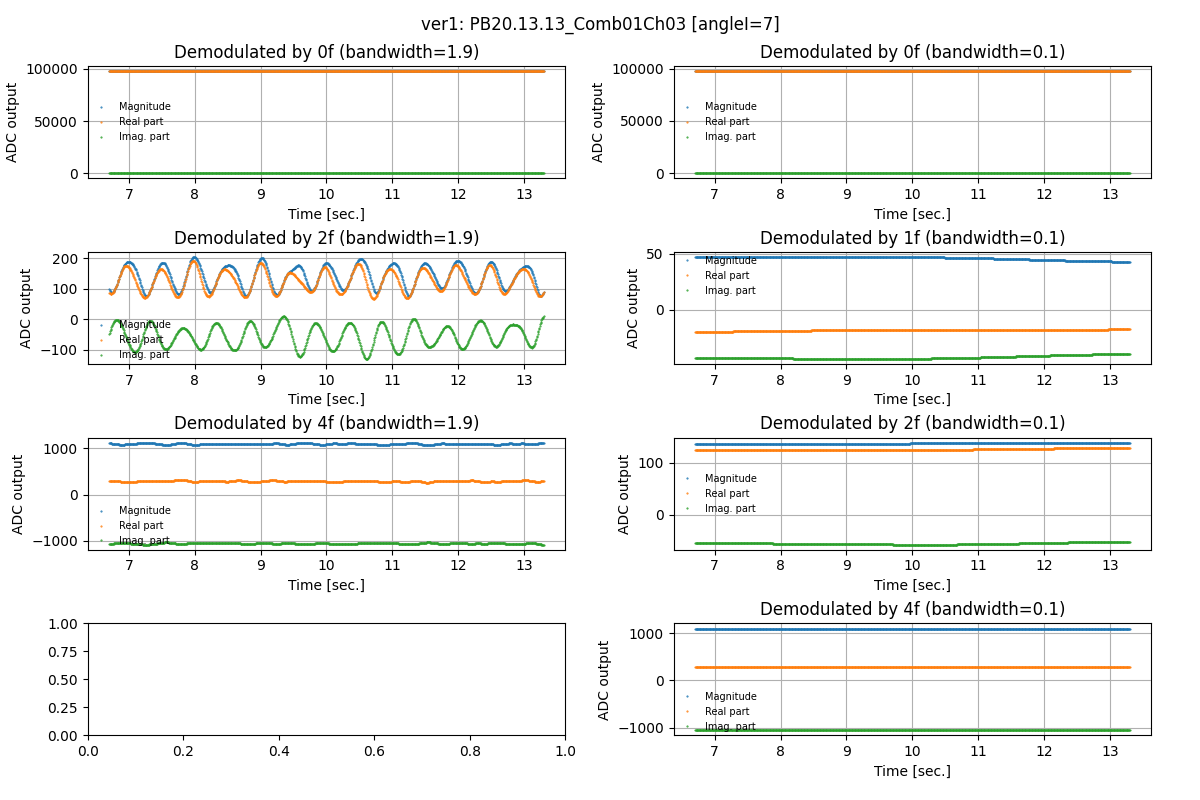 ver1: PB20.13.13_Comb01Ch03 [angleI=7]
Demodulated by 0f (bandwidth=1.9)
ADC output
100000
50000
0
Magnitude
Real part
Imag. part
7 8 9 10 11 12 13
Time [sec.]
Demodulated by 0f (bandwidth=0.1)
ADC output
100000
50000
0
Magnitude
Real part
Imag. part
7 8 9 10 11 12 13
Time [sec.]
Demodulated by 2f (bandwidth=1.9)
ADC output
200
100
0
−100
Magnitude
Real part
Imag. part
7 8 9 10 11 12 13
Time [sec.]
Demodulated by 1f (bandwidth=0.1)
ADC output
50
0
Magnitude
Real part
Imag. part
7 8 9 10 11 12 13
Time [sec.]
Demodulated by 4f (bandwidth=1.9)
ADC output
1000
0
−1000
Magnitude
Real part
Imag. part
7 8 9 10 11 12 13
Time [sec.]
Demodulated by 2f (bandwidth=0.1)
ADC output
100
0
Magnitude
Real part
Imag. part
7 8 9 10 11 12 13
Time [sec.]
1.00
0.75
0.50
0.25
0.00
0.0 0.2 0.4 0.6 0.8 1.0
Demodulated by 4f (bandwidth=0.1)
ADC output
1000
0
−1000
Magnitude
Real part
Imag. part
7 8 9 10 11 12 13
Time [sec.]